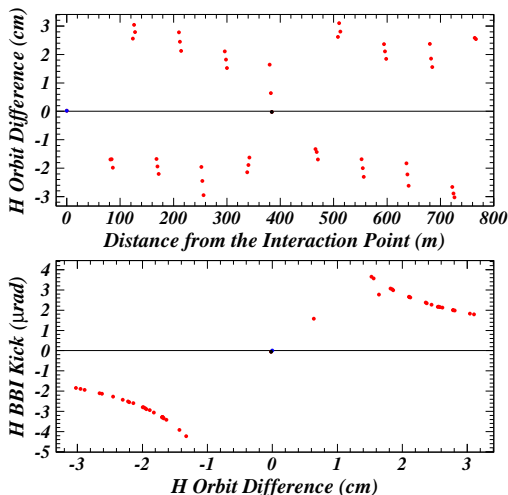 H Orbit Difference (cm)
3
2
1
0
-1
-2
-3
0 100 200 300 400 500 600 700 800
Distance from the Interaction Point (m)
H BBI Kick (μrad)
4
3
2
1
0
-1
-2
-3
-4
-5
-3 -2 -1 0 1 2 3
H Orbit Difference (cm)